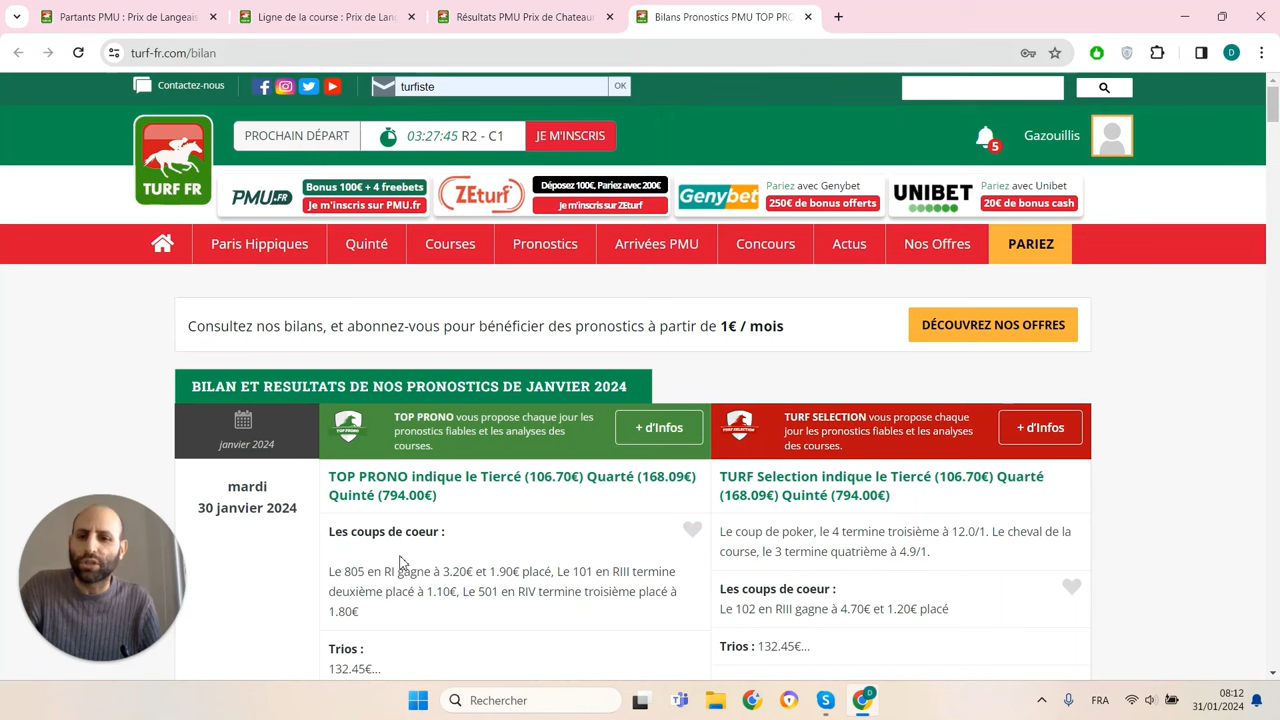 Partants PMU : Prix de Langeais
Ligne de la course : Prix de Lan
Résultats PMU Prix de Chateau
Bilans Pronostics PMU TOP PRO
turf-fr.com/bilan
D
Contactez-nous
turfiste
OK
TURF FR
PROCHAIN DÉPART
03:27:45 R2 - C1
JE M'INSCRIS
5
Gazouillis
PMU.FR
Bonus 100€ + 4 freebets
Je m'inscris sur PMU.fr
ZEturf
Déposez 100€, Pariez avec 200€
Je m'inscris sur ZEturf
Genybet
Pariez avec Genybet
250€ de bonus offerts
UNIBET
Pariez avec Unibet
20€ de bonus cash
Paris Hippiques
Quinté
Courses
Pronostics
Arrivées PMU
Concours
Actus
Nos Offres
PARIEZ
Consultez nos bilans, et abonnez-vous pour bénéficier des pronostics à partir de 1€ / mois
DÉCOUVREZ NOS OFFRES
BILAN ET RESULTATS DE NOS PRONOSTICS DE JANVIER 2024
janvier 2024
TOP PRONO
TOP PRONO vous propose chaque jour les
pronostics fiables et les analyses des
courses.
+ d'Infos
TURF SELECTION
TURF SELECTION vous propose chaque
jour les pronostics fiables et les analyses
des courses.
+ d'Infos
mardi
30 janvier 2024
TOP PRONO indique le Tiercé (106.70€) Quarté (168.09€)
Quinté (794.00€)
Les coups de coeur :
Le 805 en RI gagne à 3.20€ et 1.90€ placé, Le 101 en RIII termine
deuxième placé à 1.10€, Le 501 en RIV termine troisième placé à
1.80€
Trios :
132.45€...
TURF Selection indique le Tiercé (106.70€) Quarté
(168.09€) Quinté (794.00€)
Le coup de poker, le 4 termine troisième à 12.0/1. Le cheval de la
course, le 3 termine quatrième à 4.9/1.
Les coups de coeur :
Le 102 en RIII gagne à 4.70€ et 1.20€ placé
Trios : 132.45€...
Rechercher
D
FRA
08:12
31/01/2024